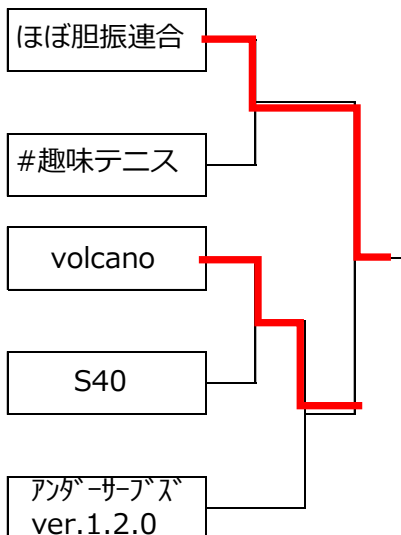 ほぼ胆振連合
#趣味テニス
volcano
S40
ｱﾝﾀﾞｰｻｰﾌﾞｽﾞ
ver.1.2.0